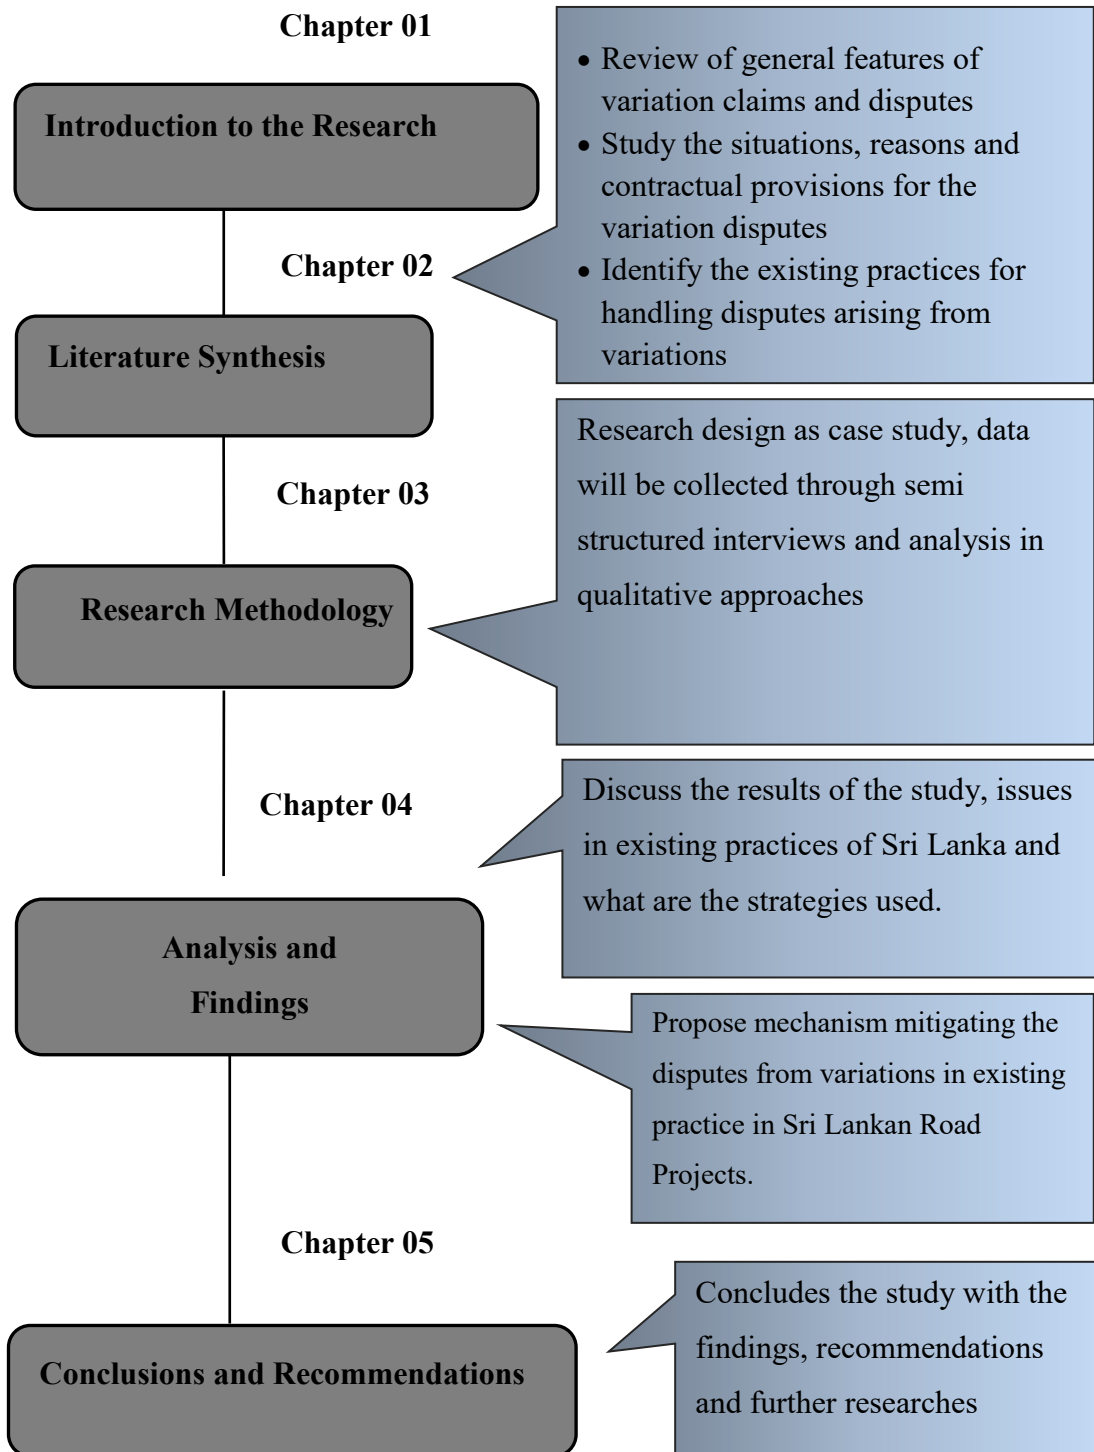 Chapter 01
Introduction to the Research
• Review of general features of
variation claims and disputes
• Study the situations, reasons and
contractual provisions for the
variation disputes
• Identify the existing practices for
handling disputes arising from
variations
Chapter 02
Literature Synthesis
Chapter 03
Research Methodology
Research design as case study, data
will be collected through semi
structured interviews and analysis in
qualitative approaches
Chapter 04
Analysis and
Findings
Discuss the results of the study, issues
in existing practices of Sri Lanka and
what are the strategies used.
Propose mechanism mitigating the
disputes from variations in existing
practice in Sri Lankan Road
Projects.
Chapter 05
Conclusions and Recommendations
Concludes the study with the
findings, recommendations
and further researches